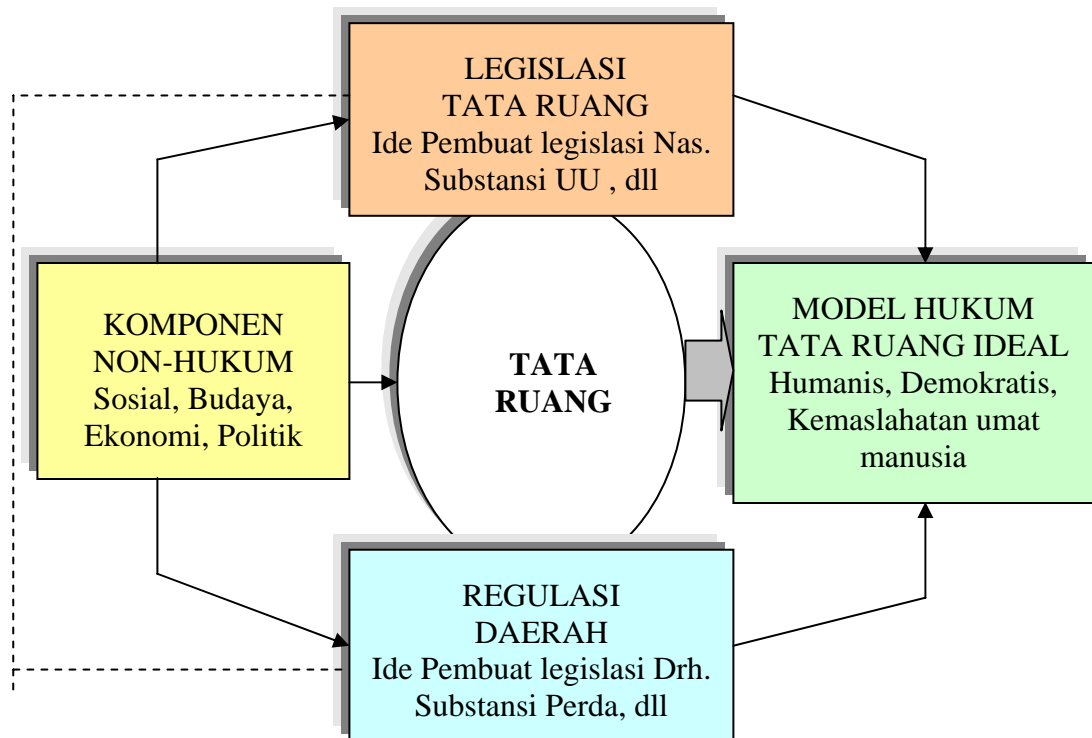 LEGISLASI
TATA RUANG
Ide Pembuat legislasi Nas.
Substansi UU , dll
KOMPONEN
NON-HUKUM
Sosial, Budaya,
Ekonomi, Politik
TATA
RUANG
MODEL HUKUM
TATA RUANG IDEAL
Humanis, Demokratis,
Kemaslahatan umat
manusia
REGULASI
DAERAH
Ide Pembuat legislasi Drh.
Substansi Perda, dll